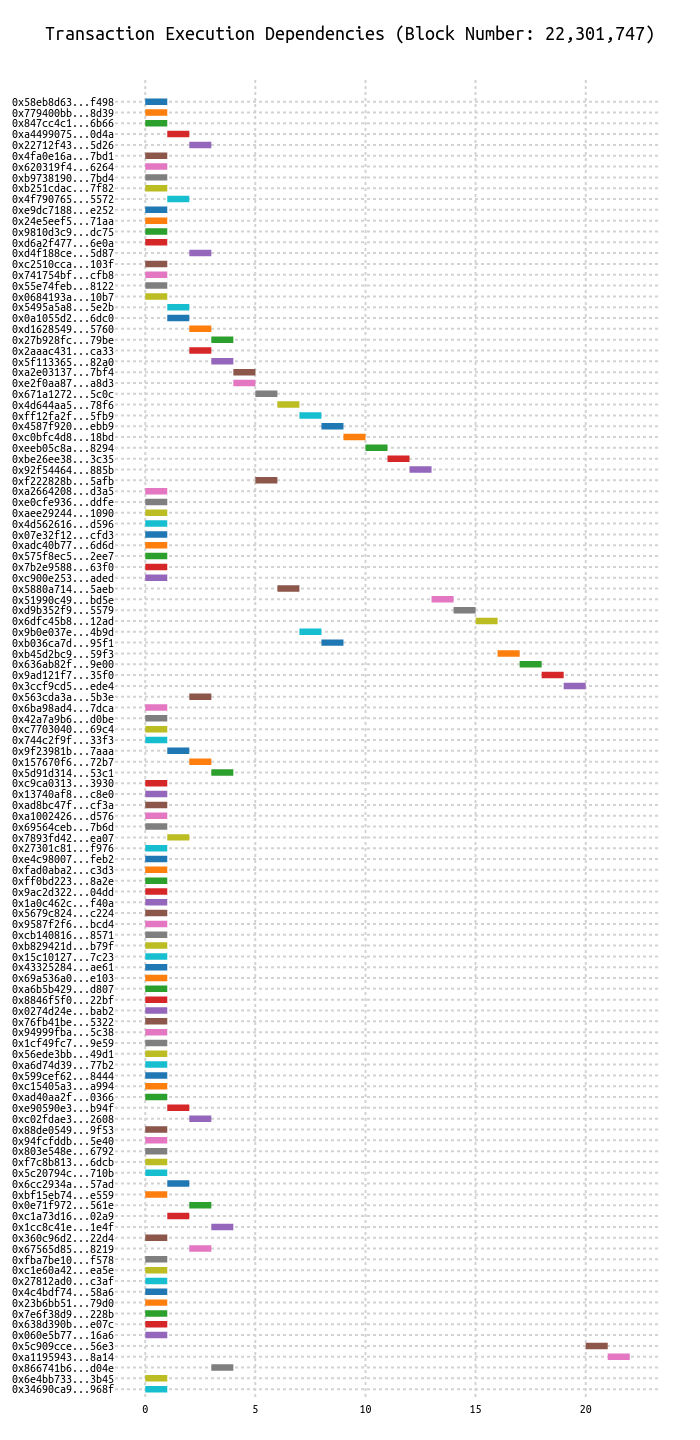 Transaction Execution Dependencies (Block Number: 22,301,747)
0x58eb8d63...f498
0x779400bb...8d39
0x847cc4c1...6b66
0xa4499075...0d4a
0x22712f43...5d26
0x4fa0e16a...7bd1
0x620319f4...6264
0xb9738190...7bd4
0xb251cdac...7f82
0x4f790765...5572
0xe9dc7188...e252
0x24e5eef5...71aa
0x9810d3c9...dc75
0xd6a2f477...6e0a
0xd4f188ce...5d87
0xc2510cca...103f
0x741754bf...cfb8
0x55e74feb...8122
0x0684193a...10b7
0x5495a5a8...5e2b
0x0a1055d2...6dc0
0xd1628549...5760
0x27b928fc...79be
0x2aaac431...ca33
0x5f113365...82a0
0xa2e03137...7bf4
0xe2f0aa87...a8d3
0x671a1272...5c0c
0x4d644aa5...78f6
0xff12fa2f...5fb9
0x4587f920...ebb9
0xc0bfc4d8...18bd
0xeeb05c8a...8294
0xbe26ee38...3c35
0x92f54464...885b
0xf222828b...5afb
0xa2664208...d3a5
0xe0cfe936...ddfe
0xaee29244...1090
0x4d562616...d596
0x07e32f12...cfd3
0xadc40b77...6d6d
0x575f8ec5...2ee7
0x7b2e9588...63f0
0xc900e253...aded
0x5880a714...5aeb
0x51990c49...bd5e
0xd9b352f9...5579
0x6dfc45b8...12ad
0x9b0e037e...4b9d
0xb036ca7d...95f1
0xb45d2bc9...59f3
0x636ab82f...9e00
0x9ad121f7...35f0
0x3ccf9cd5...ede4
0x563cda3a...5b3e
0x6ba98ad4...7dca
0x42a7a9b6...d0be
0xc7703040...69c4
0x744c2f9f...33f3
0x9f23981b...7aaa
0x157670f6...72b7
0x5d91d314...53c1
0xc9ca0313...3930
0x13740af8...c8e0
0xad8bc47f...cf3a
0xa1002426...d576
0x69564ceb...7b6d
0x7893fd42...ea07
0x27301c81...f976
0xe4c98007...feb2
0xfad0aba2...c3d3
0xff0bd223...8a2e
0x9ac2d322...04dd
0x1a0c462c...f40a
0x5679c824...c224
0x9587f2f6...bcd4
0xcb140816...8571
0xb829421d...b79f
0x15c10127...7c23
0x43325284...ae61
0x69a536a0...e103
0xa6b5b429...d807
0x8846f5f0...22bf
0x0274d24e...bab2
0x76fb41be...5322
0x94999fba...5c38
0x1cf49fc7...9e59
0x56ede3bb...49d1
0xa6d74d39...77b2
0x599cef62...8444
0xc15405a3...a994
0xad40aa2f...0366
0xe90590e3...b94f
0xc02fdae3...2608
0x88de0549...9f53
0x94fcfddb...5e40
0x803e548e...6792
0xf7c8b813...6dcb
0x5c20794c...710b
0x6cc2934a...57ad
0xbf15eb74...e559
0x0e71f972...561e
0xc1a73d16...02a9
0x1cc8c41e...1e4f
0x360c96d2...22d4
0x67565d85...8219
0xfba7be10...f578
0xc1e60a42...ea5e
0x27812ad0...c3af
0x4c4bdf74...58a6
0x23b6bb51...79d0
0x7e6f38d9...228b
0x638d390b...e07c
0x060e5b77...16a6
0x5c909cce...56e3
0xa1195943...8a14
0x866741b6...d04e
0x6e4bb733...3b45
0x34690ca9...968f
0 5 10 15 20